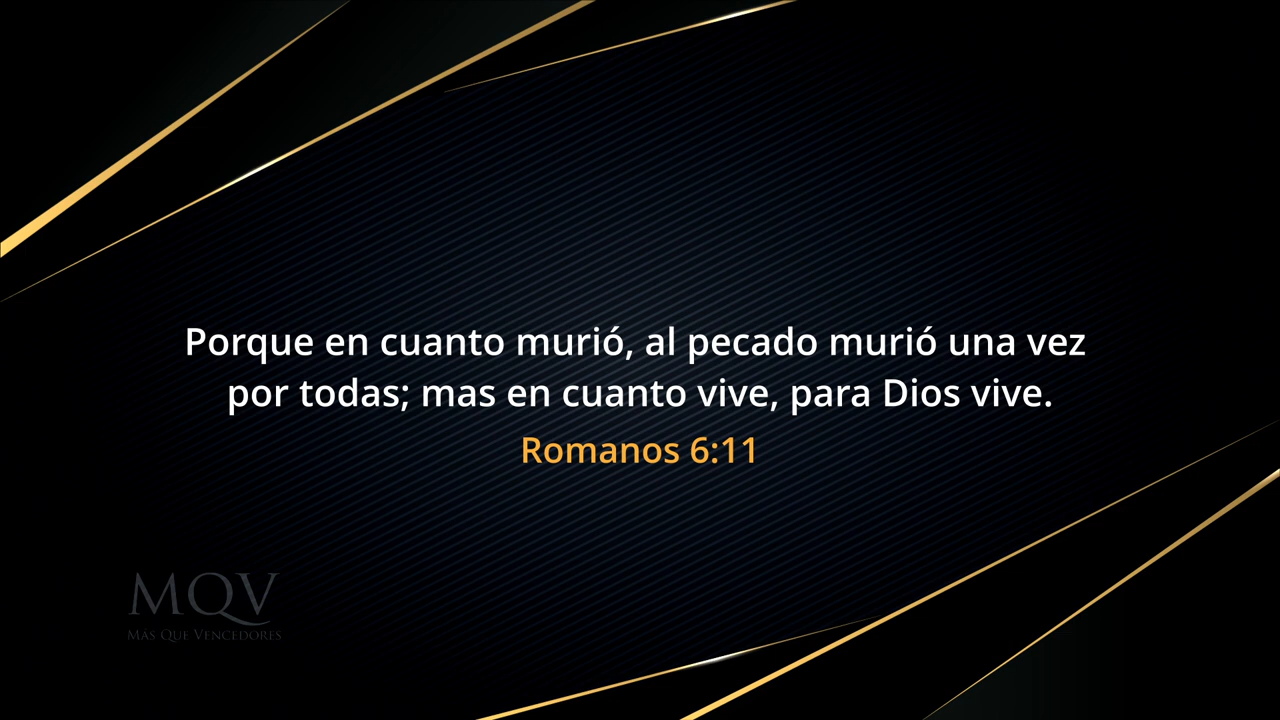 Porque en cuanto murió, al pecado murió una vez
por todas; mas en cuanto vive, para Dios vive.
Romanos 6:11
MQV
Más Que Vencedores